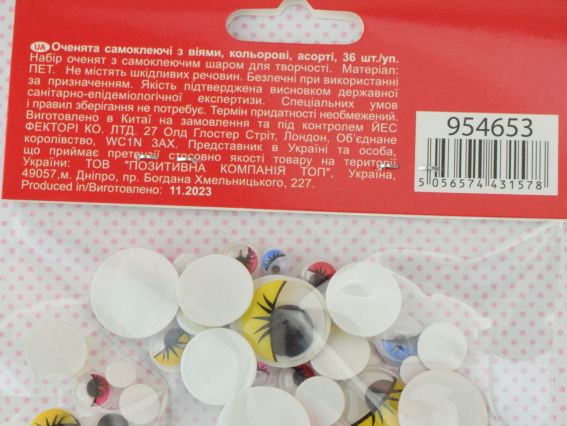 UA Оченята самоклеючі з віями, кольорові, асорті, 36 шт./уп.
Набір оченят з самоклеючим шаром для творчості. Матеріал:
ПЕТ. Не містять шкідливих речовин. Безпечні при використанні
за призначенням. Якість підтверджена висновком державної
санітарно-епідеміологічної експертизи. Спеціальних умов
і правил зберігання не потребує. Термін придатності необмежений.
Виготовлено в Китаї на замовлення та під контролем ЙЕС
ФЕКТОРІ КО. ЛТД. 27 Олд Глостер Стріт, Лондон, Об'єднане
королівство, WC1N 3AX. Представник в Україні та особа,
що приймає претензії стосовно якості товару на території
України: ТОВ "ПОЗИТИВНА КОМПАНІЯ ТОП", Україна,
49057,м. Дніпро, пр. Богдана Хмельницького, 227.
Produced in/Виготовлено: 11.2023
954653
5 056574 431578